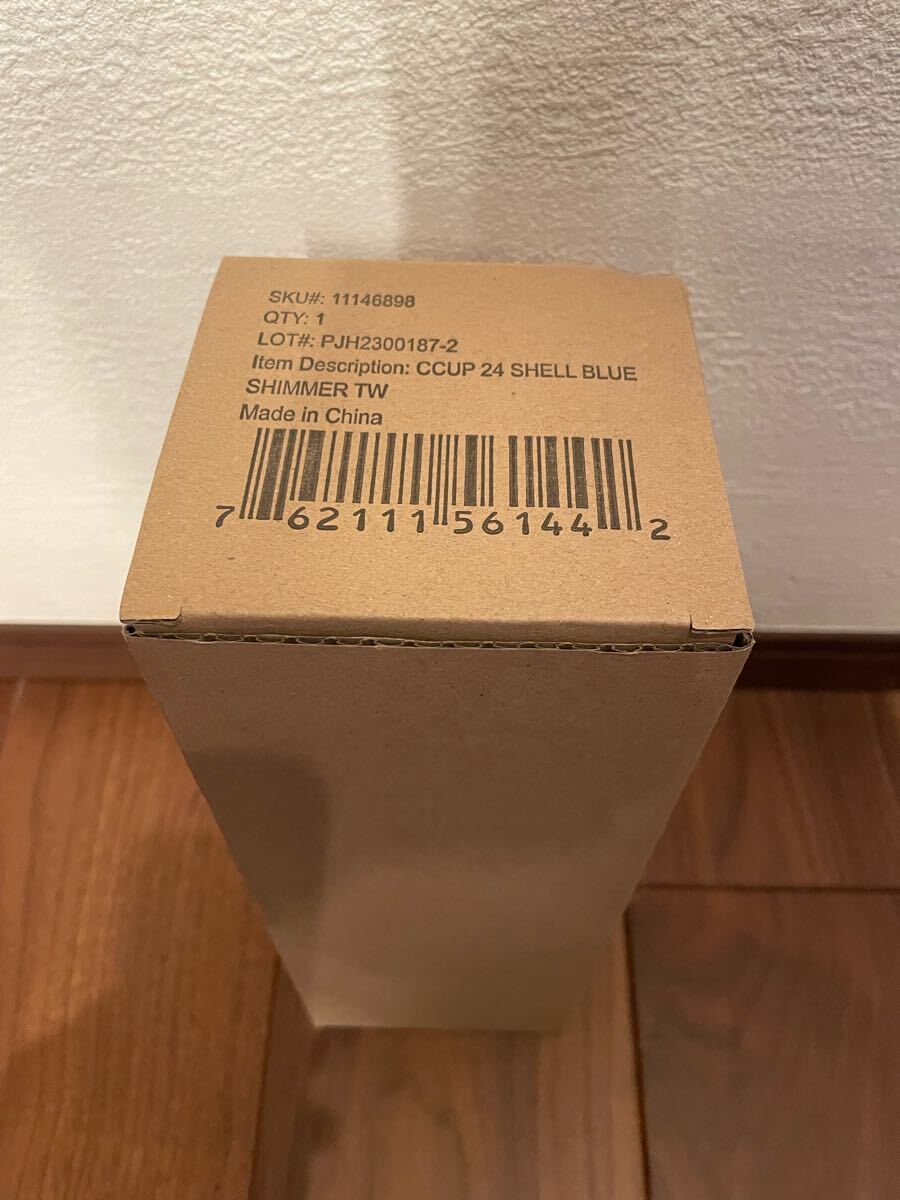 SKU#: 11146898
QTY: 1
LOT#: PJH2300187-2
Item Description: CCUP 24 SHELL BLUE
SHIMMER TW
Made in China
7 62111 56144 2